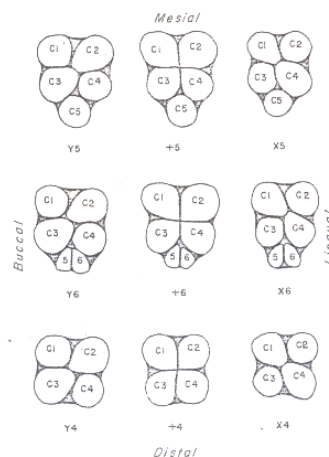 Mesial
C1 C2
C3 C4
C5
Y5
C1 C2
C3 C4
C5
+5
C1 C2
C3 C4
C5
X5
Buccal
Lingual
C1 C2
C3 C4
5 6
Y6
C1 C2
C3 C4
5 6
+6
C1 C2
C3 C4
5 6
X6
C1 C2
C3 C4
Y4
C1 C2
C3 C4
+4
C1 C2
C3 C4
X4
Distal